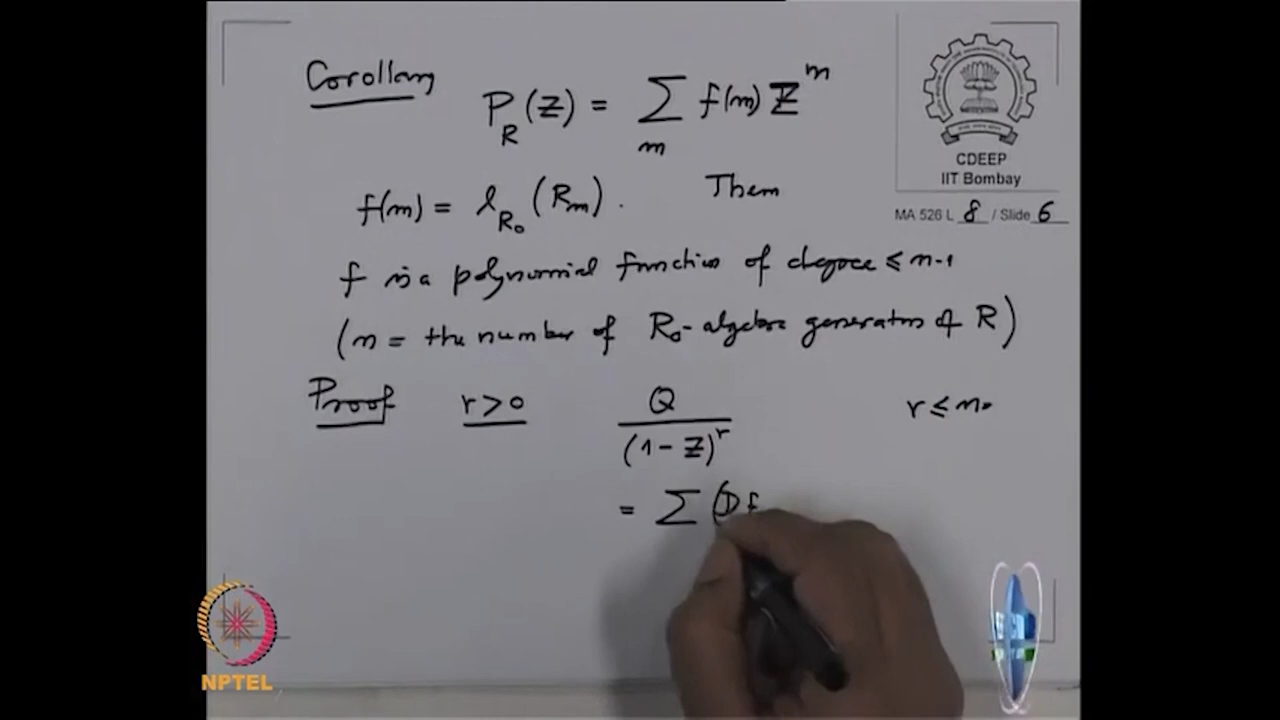 Corollary P_R(Z) = ∑_m f(m) Z^m
f(m) = l_{R_0}(R_m). Then
f is a polynomial function of degree ≤ n-1
(n = the number of R_0-algebra generators of R)
Proof r>0 Q/(1-Z)^r r ≤ n.
= ∑ (D f
CDEEP
IIT Bombay
MA 526 L 8 / Slide 6
NPTEL